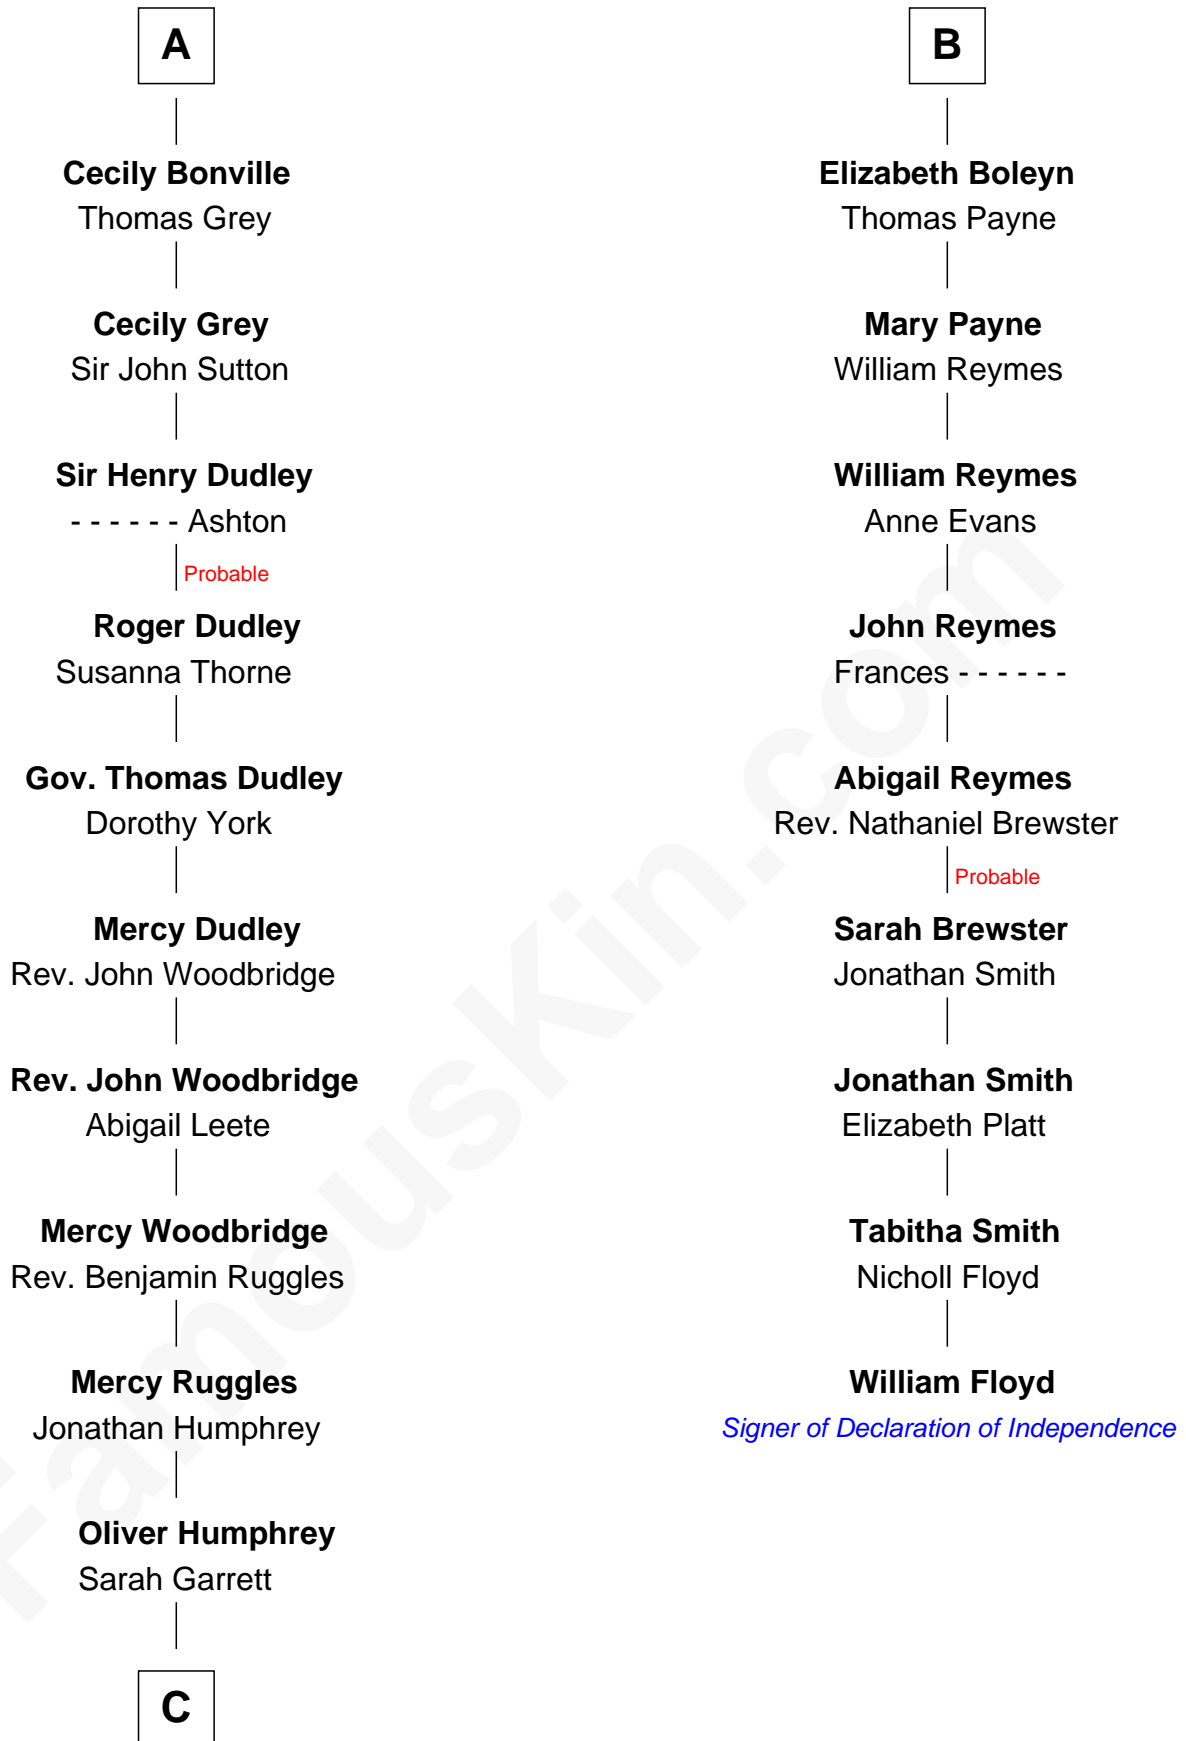 A
Cecily Bonville
Thomas Grey
Cecily Grey
Sir John Sutton
Sir Henry Dudley
- - - - - - Ashton
Probable
Roger Dudley
Susanna Thorne
Gov. Thomas Dudley
Dorothy York
Mercy Dudley
Rev. John Woodbridge
Rev. John Woodbridge
Abigail Leete
Mercy Woodbridge
Rev. Benjamin Ruggles
Mercy Ruggles
Jonathan Humphrey
Oliver Humphrey
Sarah Garrett
C
B
Elizabeth Boleyn
Thomas Payne
Mary Payne
William Reymes
William Reymes
Anne Evans
John Reymes
Frances - - - - - -
Abigail Reymes
Rev. Nathaniel Brewster
Probable
Sarah Brewster
Jonathan Smith
Jonathan Smith
Elizabeth Platt
Tabitha Smith
Nicholl Floyd
William Floyd
Signer of Declaration of Independence
FamousKin.com